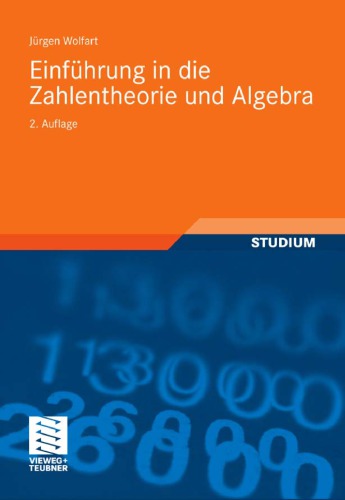 Jürgen Wolfart
Einführung in die
Zahlentheorie und Algebra
2. Auflage
STUDIUM
VIEWEG+
TEUBNER